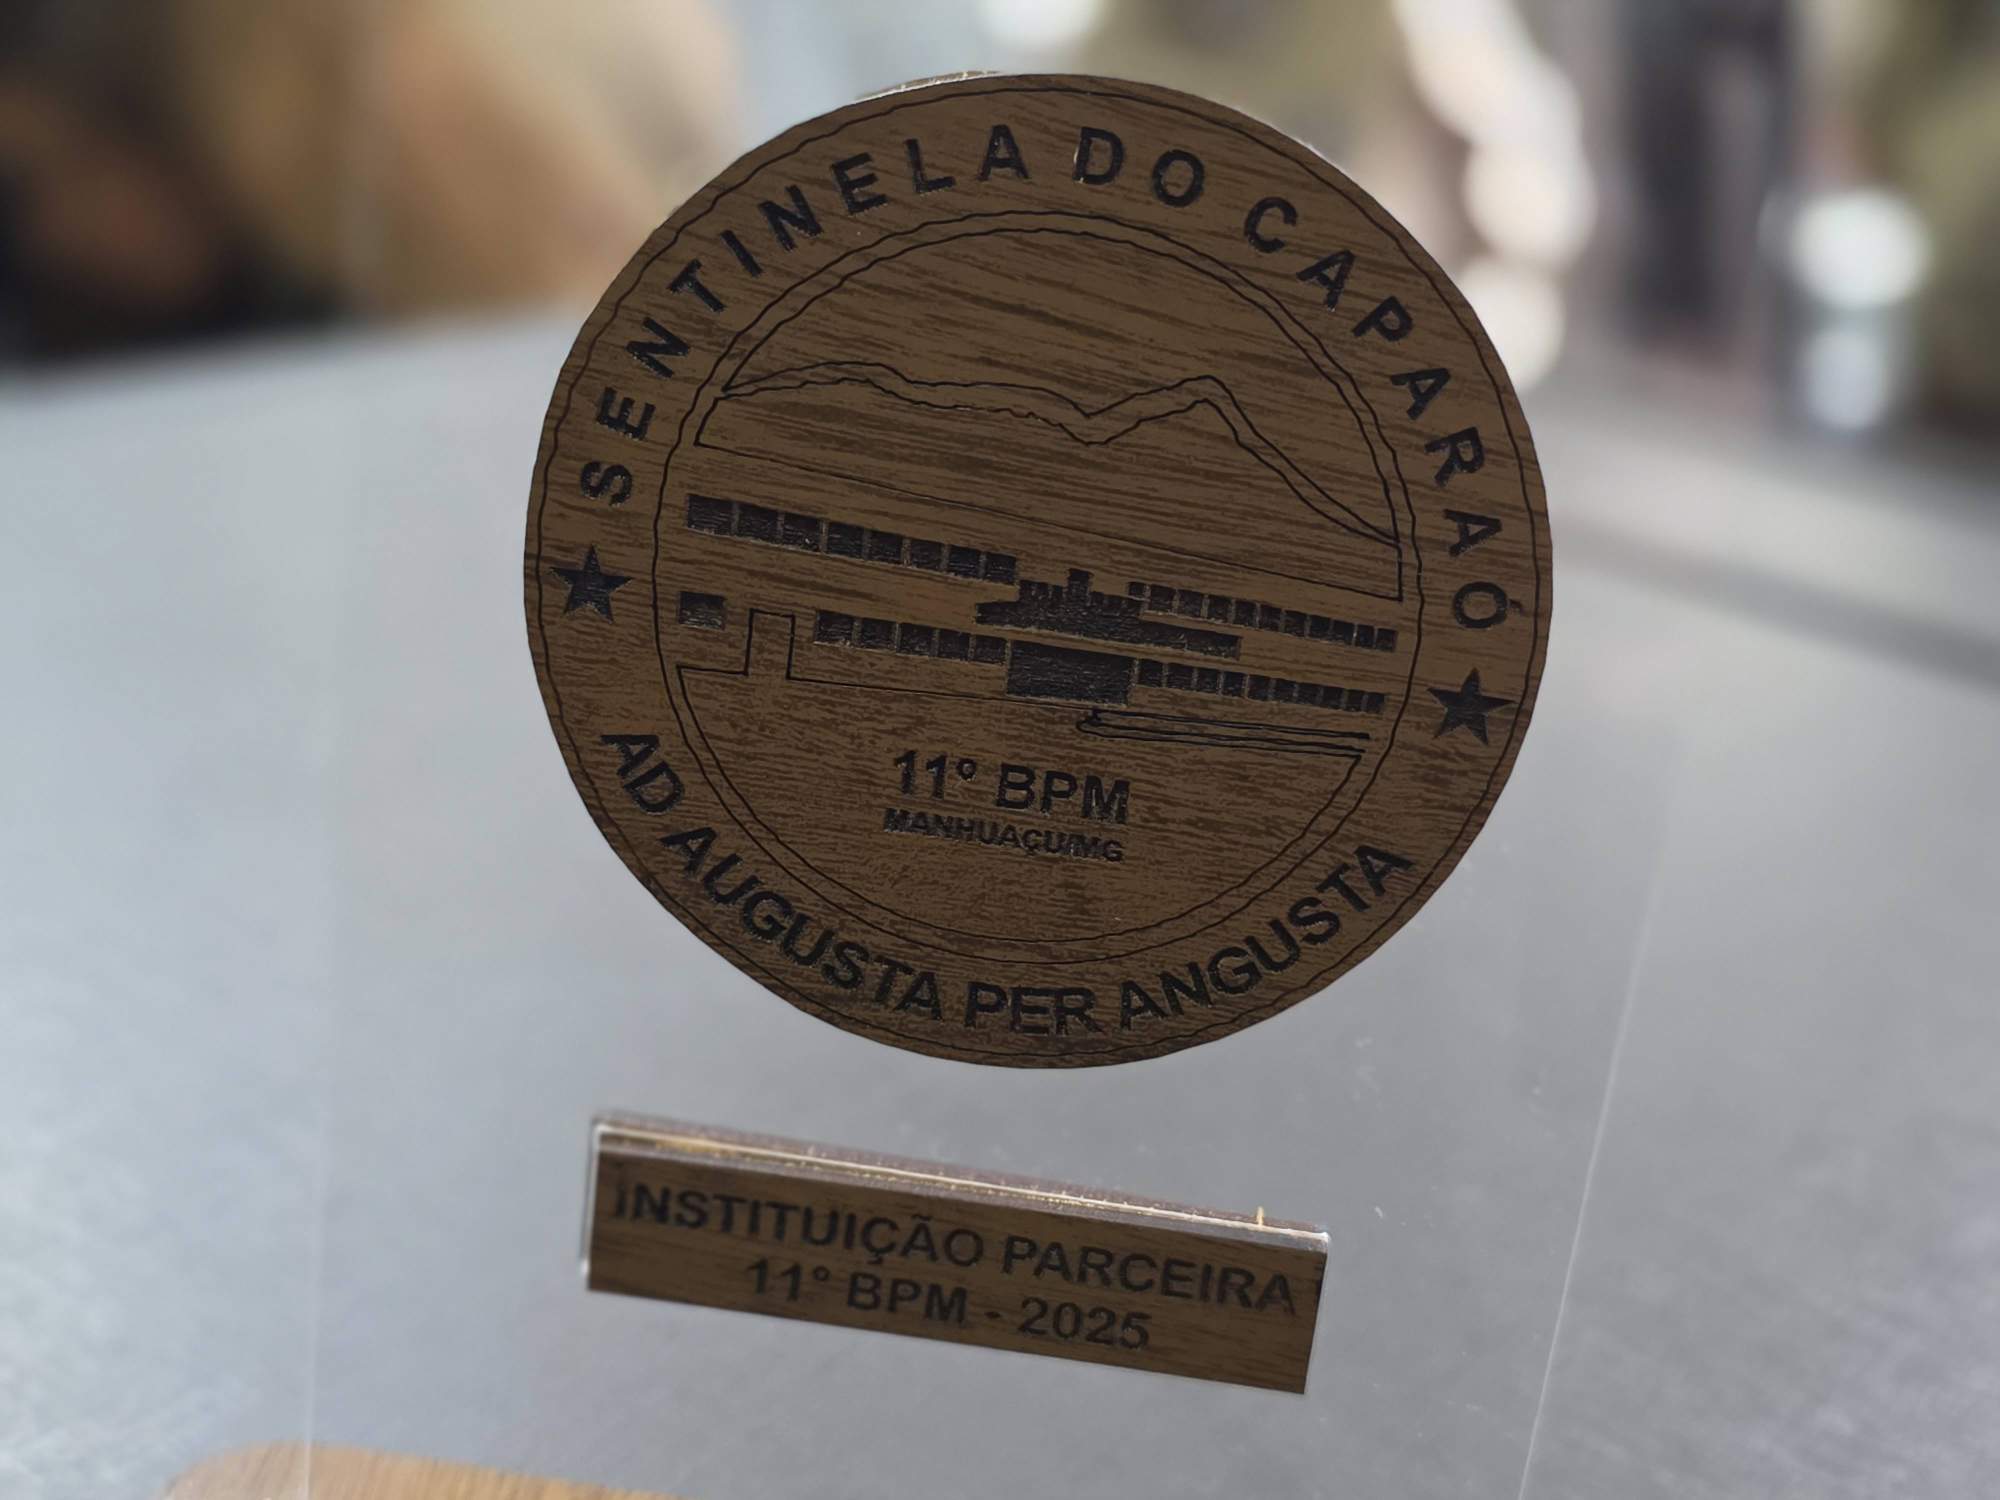 SENTINELA DO CAPARAÓ
11º BPM
MANHUAÇU/MG
AD AUGUSTA PER ANGUSTA
INSTITUIÇÃO PARCEIRA
11º BPM - 2025